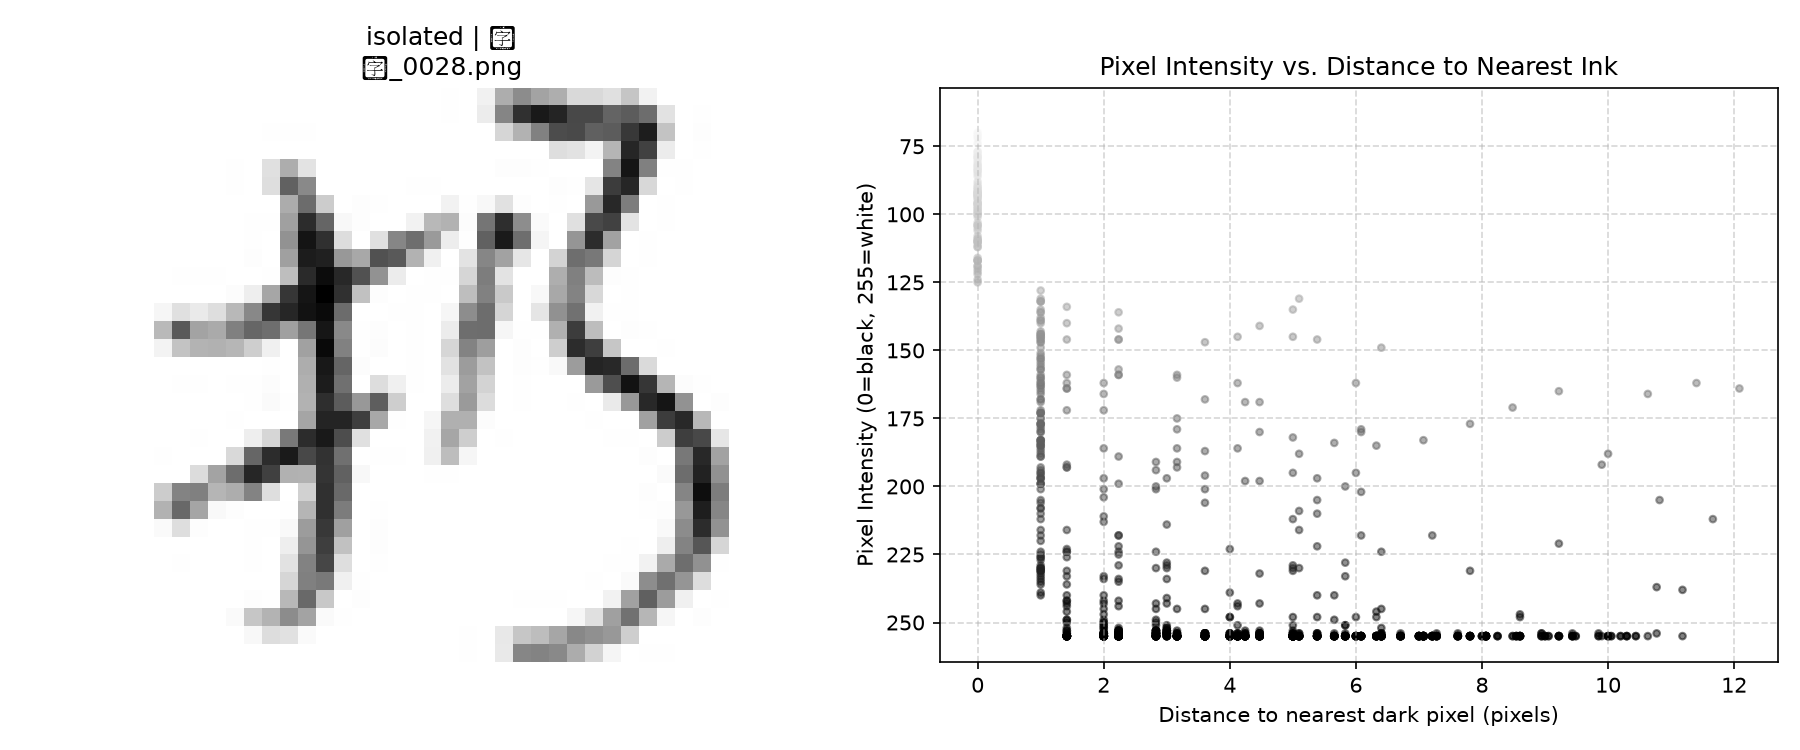 isolated |
_0028.png
扔
Pixel Intensity vs. Distance to Nearest Ink
Pixel Intensity (0=black, 255=white)
75
100
125
150
175
200
225
250
0 2 4 6 8 10 12
Distance to nearest dark pixel (pixels)